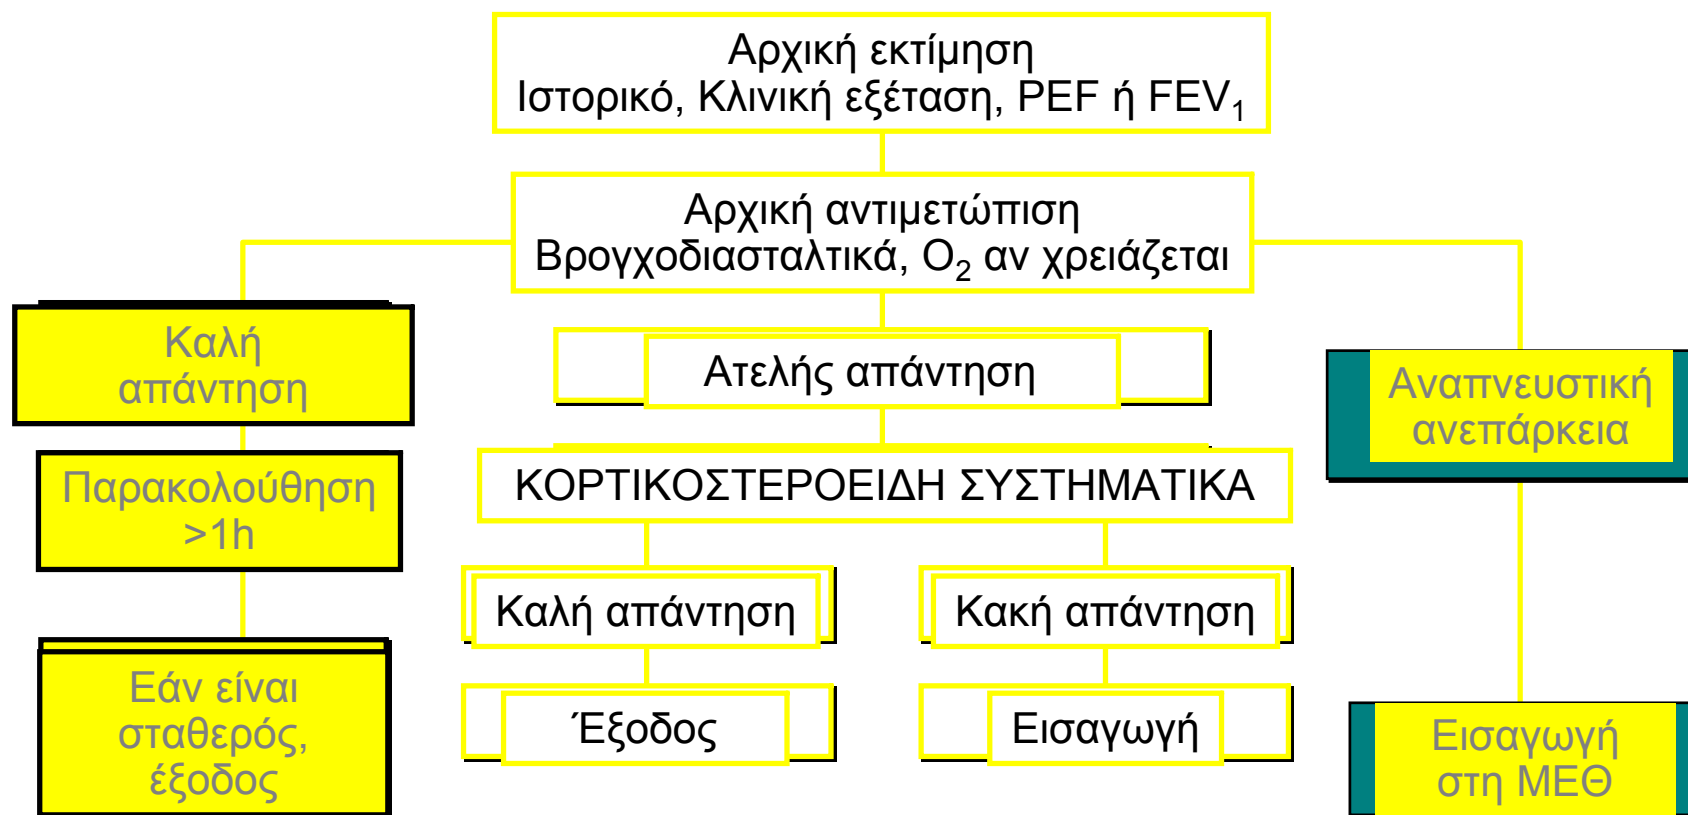 Αρχική εκτίμηση
Ιστορικό, Κλινική εξέταση, PEF ή FEV₁
Αρχική αντιμετώπιση
Βρογχοδιασταλτικά, Ο₂ αν χρειάζεται
Καλή
απάντηση
Παρακολούθηση
>1h
Εάν είναι
σταθερός,
έξοδος
Ατελής απάντηση
ΚΟΡΤΙΚΟΣΤΕΡΟΕΙΔΗ ΣΥΣΤΗΜΑΤΙΚΑ
Καλή απάντηση
Έξοδος
Κακή απάντηση
Εισαγωγή
Αναπνευστική
ανεπάρκεια
Εισαγωγή
στη ΜΕΘ